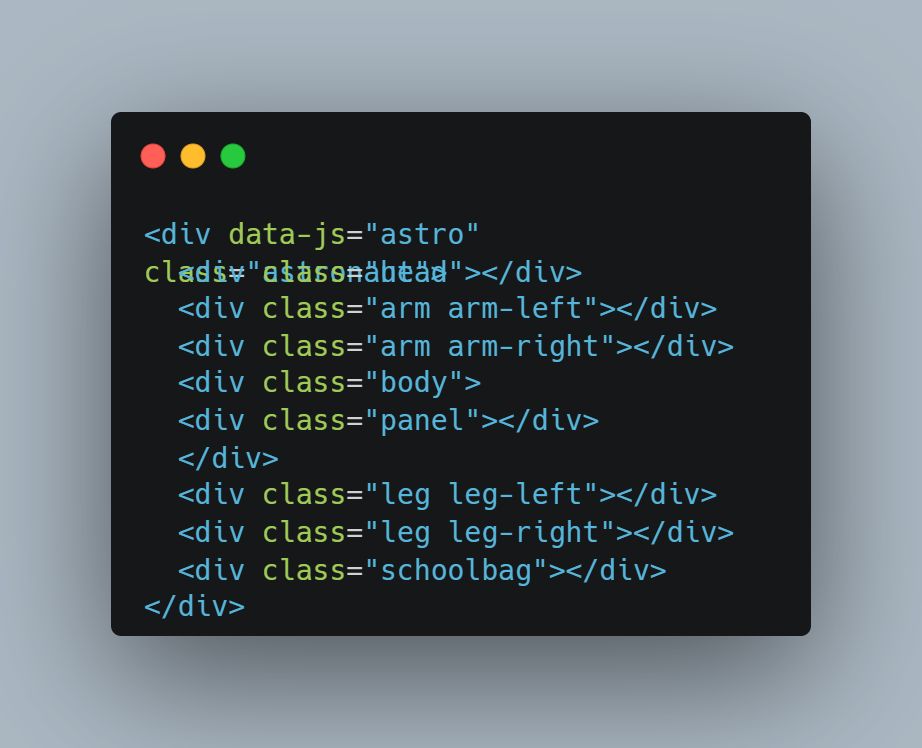 <div data-js="astro"
class="astronaut">
  <div class="head"></div>
  <div class="arm arm-left"></div>
  <div class="arm arm-right"></div>
  <div class="body">
  <div class="panel"></div>
  </div>
  <div class="leg leg-left"></div>
  <div class="leg leg-right"></div>
  <div class="schoolbag"></div>
</div>